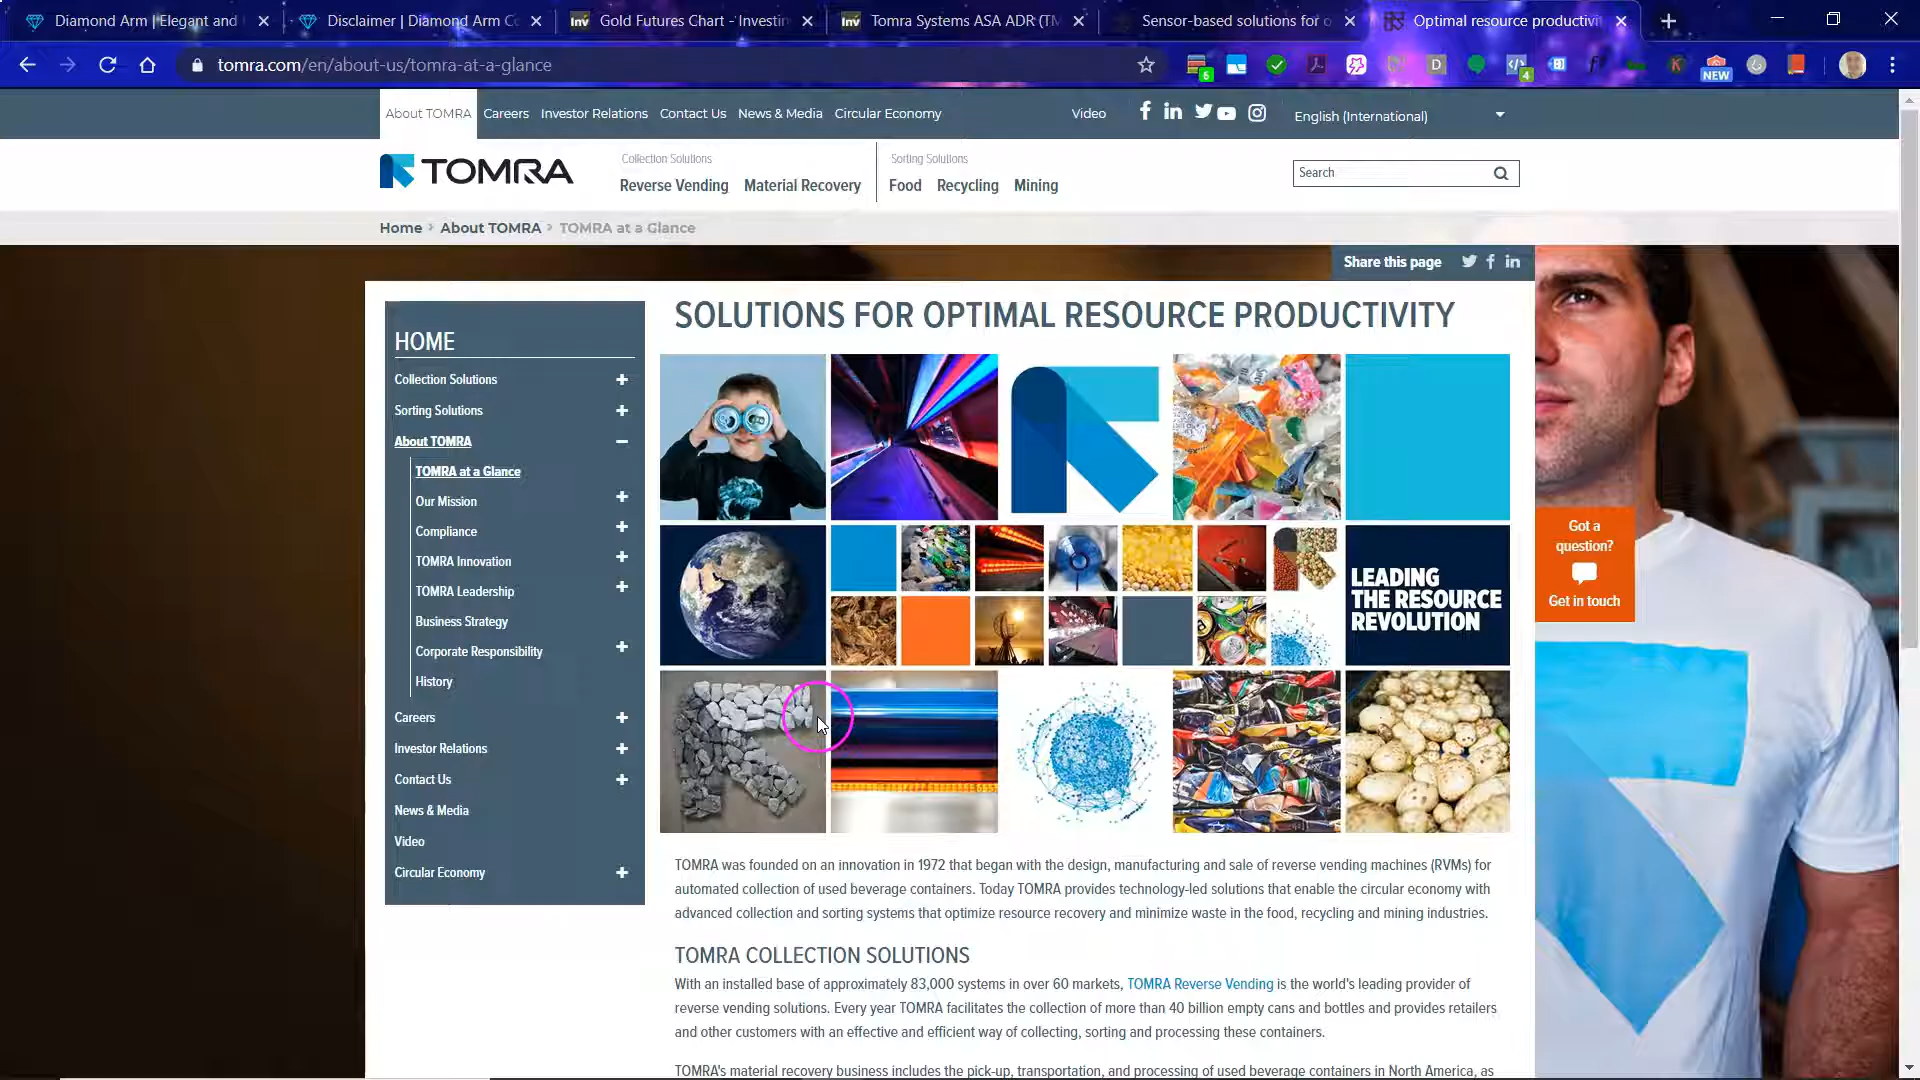 Diamond Arm | Elegant and
Disclaimer | Diamond Arm Co
Gold Futures Chart - Investin
Tomra Systems ASA ADR (TM
Sensor-based solutions for o
Optimal resource productivi
tomra.com/en/about-us/tomra-at-a-glance
6
4
NEW
About TOMRA
Careers
Investor Relations
Contact Us
News & Media
Circular Economy
Video
English (International)
TOMRA
Collection Solutions
Reverse Vending
Material Recovery
Sorting Solutions
Food
Recycling
Mining
Search
Home
About TOMRA
TOMRA at a Glance
Share this page
HOME
Collection Solutions
Sorting Solutions
About TOMRA
TOMRA at a Glance
Our Mission
Compliance
TOMRA Innovation
TOMRA Leadership
Business Strategy
Corporate Responsibility
History
Careers
Investor Relations
Contact Us
News & Media
Video
Circular Economy
SOLUTIONS FOR OPTIMAL RESOURCE PRODUCTIVITY
LEADING
THE RESOURCE
REVOLUTION
Got a
question?
Get in touch
TOMRA was founded on an innovation in 1972 that began with the design, manufacturing and sale of reverse vending machines (RVMs) for
automated collection of used beverage containers. Today TOMRA provides technology-led solutions that enable the circular economy with
advanced collection and sorting systems that optimize resource recovery and minimize waste in the food, recycling and mining industries.
TOMRA COLLECTION SOLUTIONS
With an installed base of approximately 83,000 systems in over 60 markets, TOMRA Reverse Vending is the world's leading provider of
reverse vending solutions. Every year TOMRA facilitates the collection of more than 40 billion empty cans and bottles and provides retailers
and other customers with an effective and efficient way of collecting, sorting and processing these containers.
TOMRA's material recovery business includes the pick-up, transportation, and processing of used beverage containers in North America, as